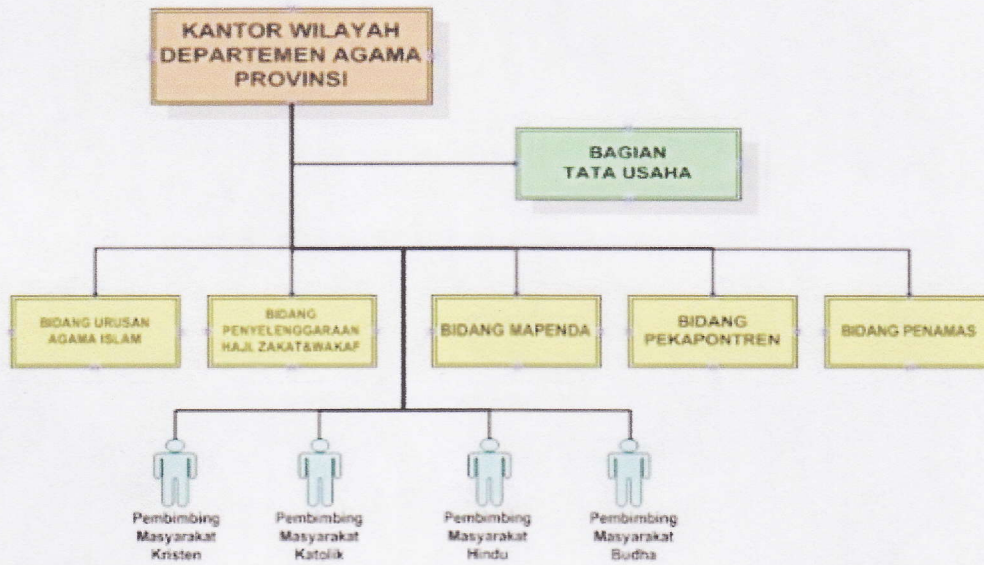 KANTOR WILAYAH
DEPARTEMEN AGAMA
PROVINSI
BAGIAN
TATA USAHA
BIDANG URUSAN
AGAMA ISLAM
BIDANG
PENYELENGGARAAN
HAJI, ZAKAT&WAKAF
BIDANG MAPENDA
BIDANG
PEKAPONTREN
BIDANG PENAMAS
Pembimbing
Masyarakat
Kristen
Pembimbing
Masyarakat
Katolik
Pembimbing
Masyarakat
Hindu
Pembimbing
Masyarakat
Budha